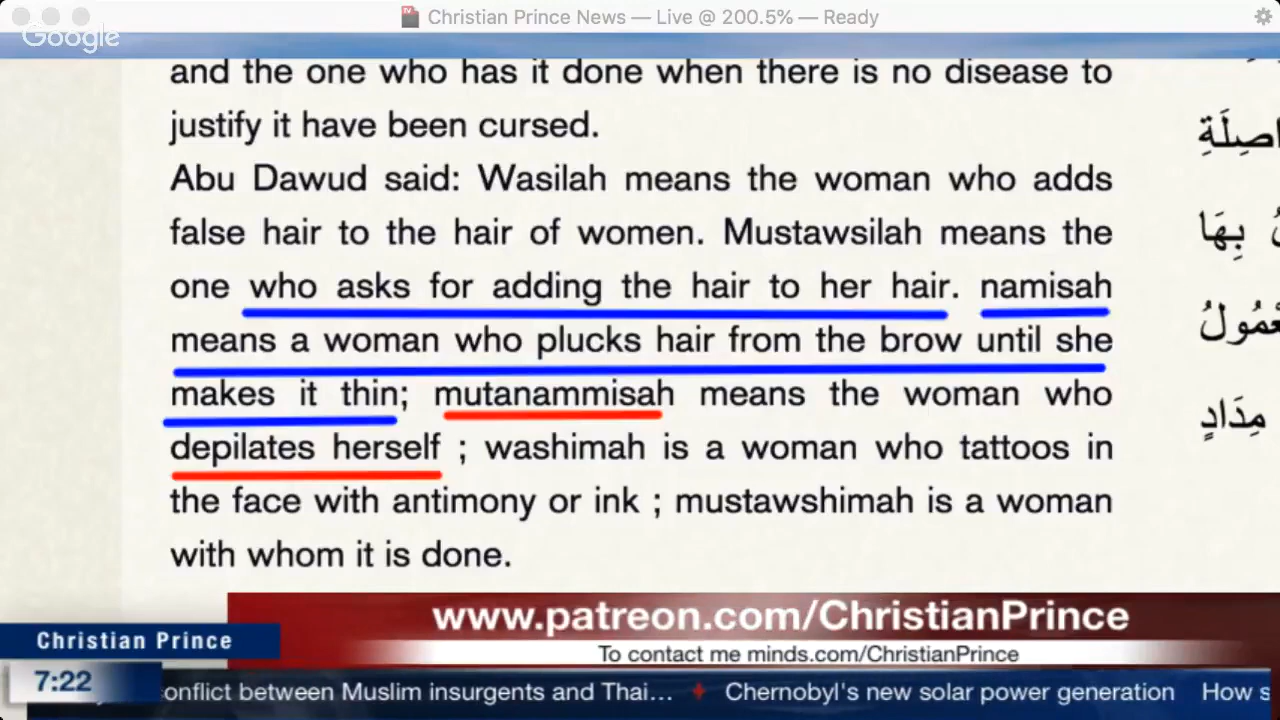 Christian Prince News — Live @ 200.5% — Ready
Google
and the one who has it done when there is no disease to
justify it have been cursed.
Abu Dawud said: Wasilah means the woman who adds
false hair to the hair of women. Mustawsilah means the
one who asks for adding the hair to her hair. namisah
means a woman who plucks hair from the brow until she
makes it thin; mutanammisah means the woman who
depilates herself ; washimah is a woman who tattoos in
the face with antimony or ink ; mustawshimah is a woman
with whom it is done.
بِهَا
مِدَادٍ
www.patreon.com/ChristianPrince
To contact me minds.com/ChristianPrince
Christian Prince
7:22
onflict between Muslim insurgents and Thai... Chernobyl's new solar power generation How s